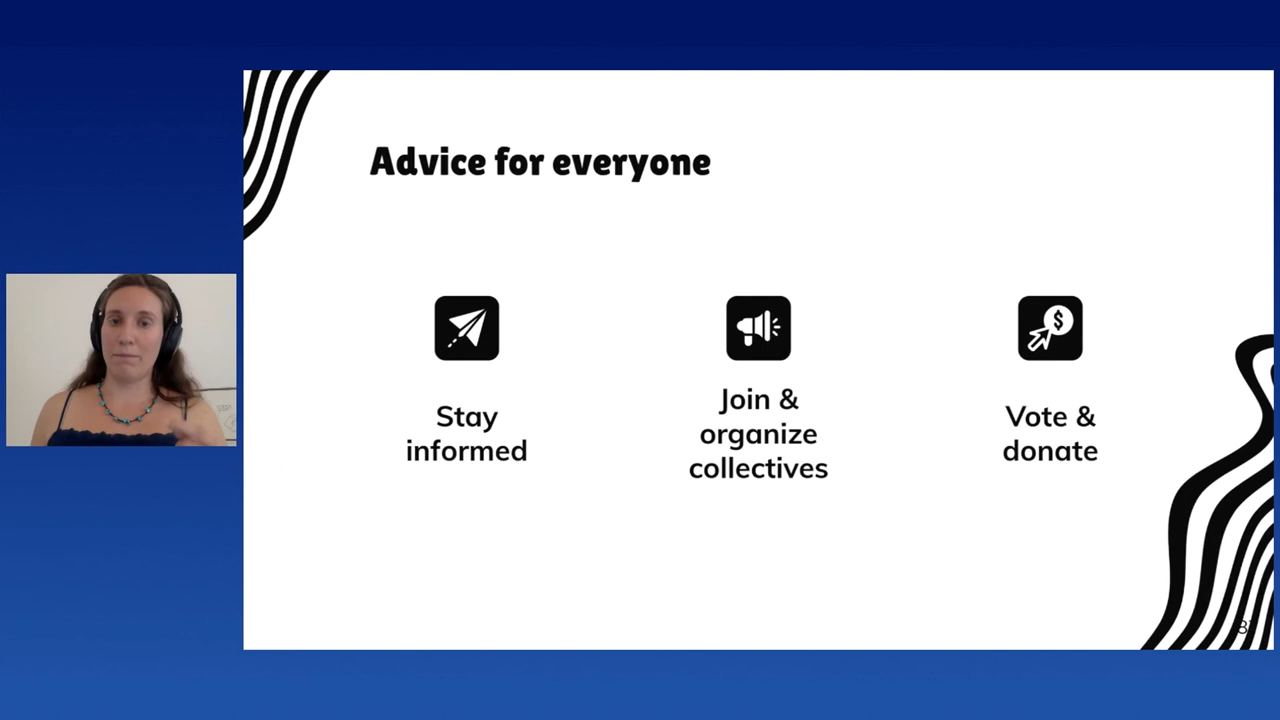 Advice for everyone
Stay
informed
Join &
organize
collectives
$
Vote &
donate